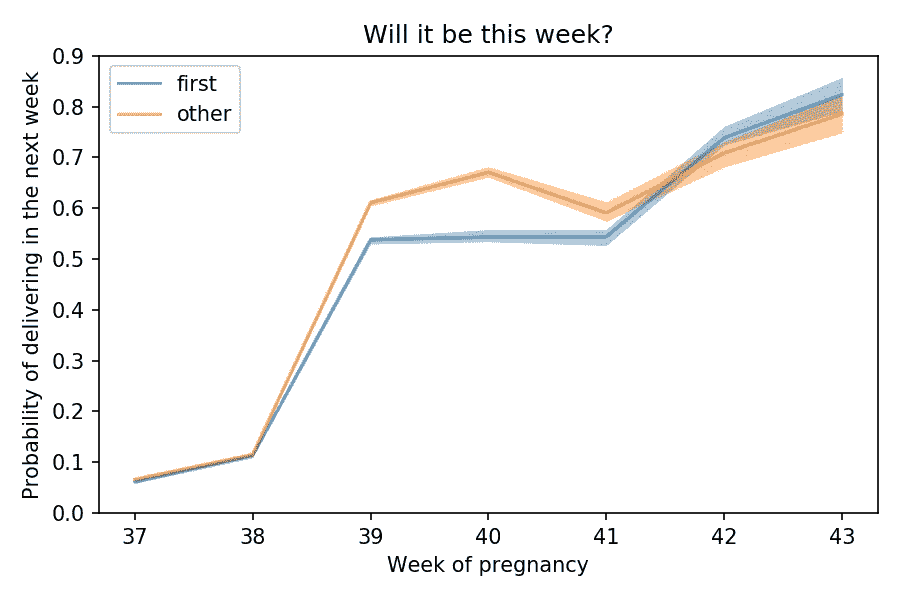 Will it be this week?
first
other
Probability of delivering in the next week
0.9
0.8
0.7
0.6
0.5
0.4
0.3
0.2
0.1
0.0
37 38 39 40 41 42 43
Week of pregnancy